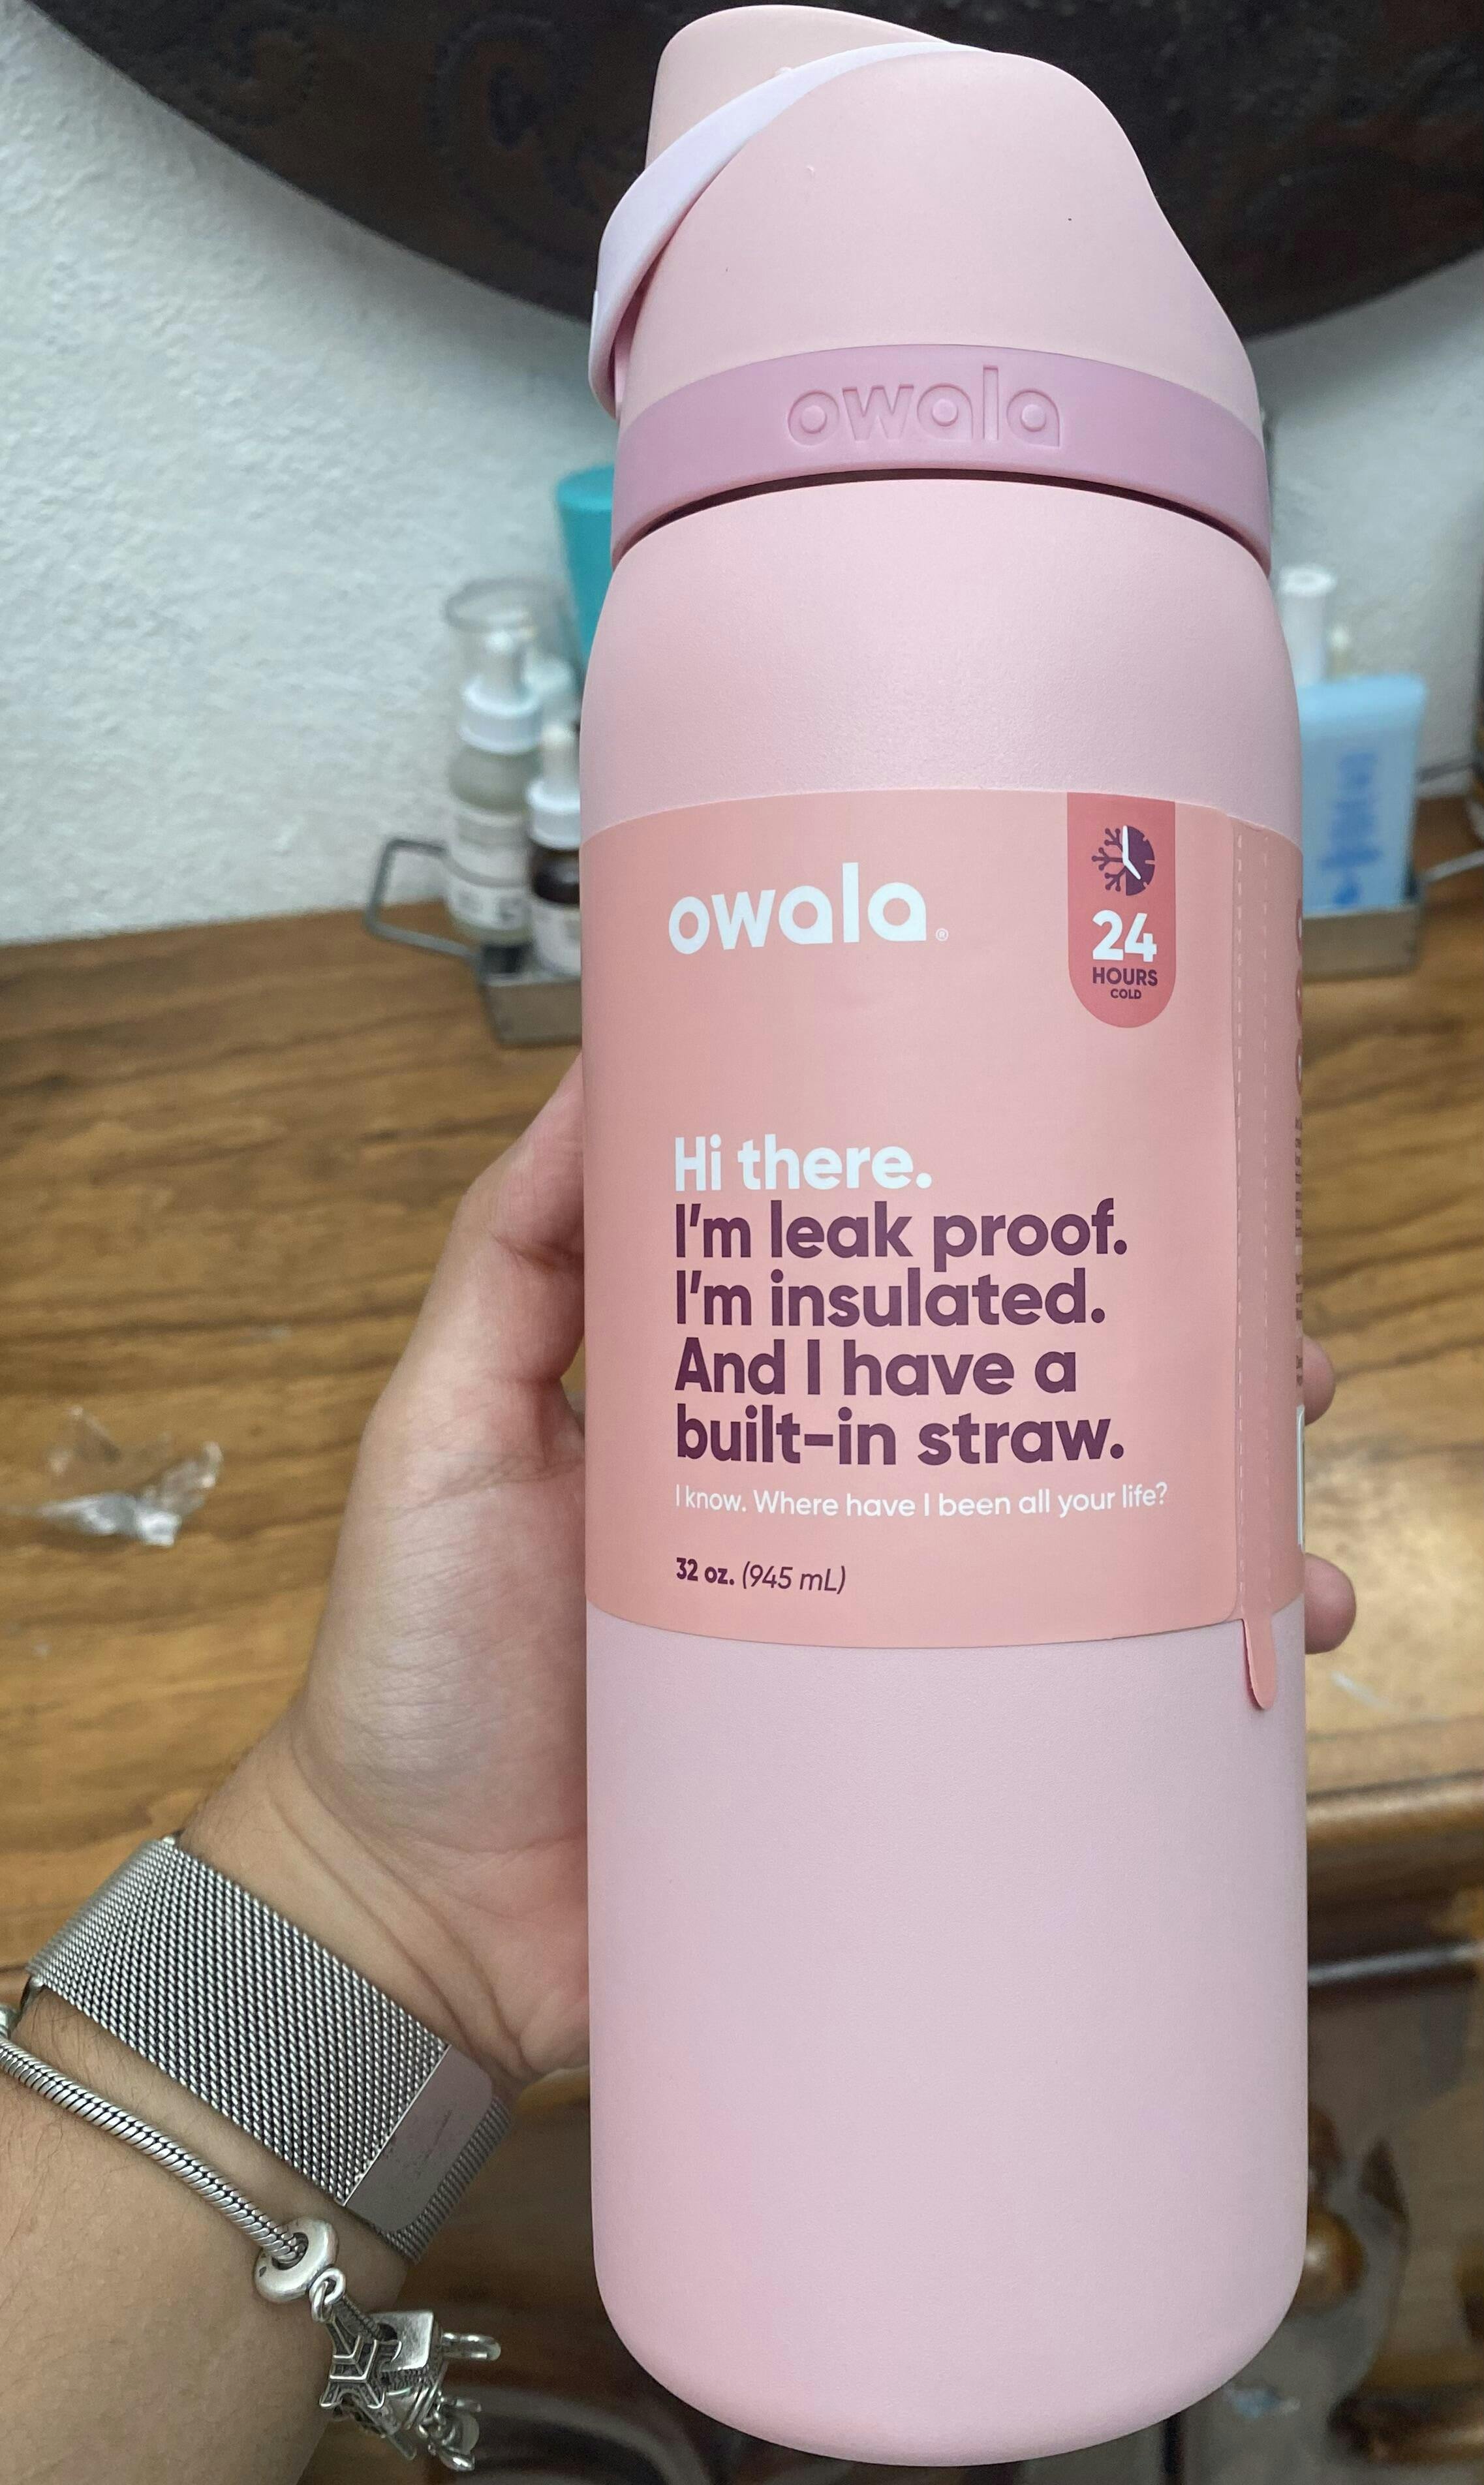 owala
owala®
24
HOURS
COLD
Hi there.
I'm leak proof.
I'm insulated.
And I have a
built-in straw.
I know. Where have I been all your life?
32 oz. (945 mL)